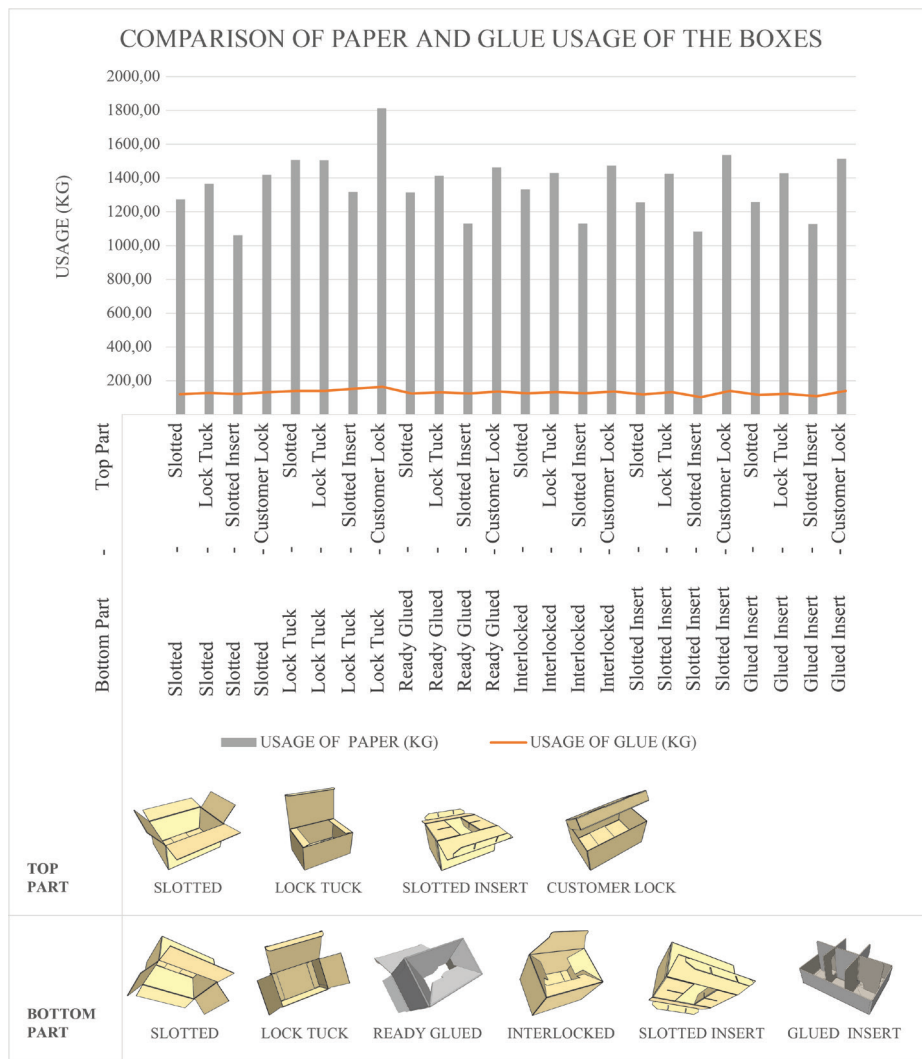 COMPARISON OF PAPER AND GLUE USAGE OF THE BOXES
USAGE (KG)
2000,00
1800,00
1600,00
1400,00
1200,00
1000,00
800,00
600,00
400,00
200,00
Bottom Part - Top Part
Slotted - Slotted
Slotted - Lock Tuck
Slotted - Slotted Insert
Slotted - Customer Lock
Lock Tuck - Slotted
Lock Tuck - Lock Tuck
Lock Tuck - Slotted Insert
Lock Tuck - Customer Lock
Ready Glued - Slotted
Ready Glued - Lock Tuck
Ready Glued - Slotted Insert
Ready Glued - Customer Lock
Interlocked - Slotted
Interlocked - Lock Tuck
Interlocked - Slotted Insert
Interlocked - Customer Lock
Slotted Insert - Slotted
Slotted Insert - Lock Tuck
Slotted Insert - Slotted Insert
Slotted Insert - Customer Lock
Glued Insert - Slotted
Glued Insert - Lock Tuck
Glued Insert - Slotted Insert
Glued Insert - Customer Lock
USAGE OF PAPER (KG) USAGE OF GLUE (KG)
TOP
PART
SLOTTED LOCK TUCK SLOTTED INSERT CUSTOMER LOCK
BOTTOM
PART
SLOTTED LOCK TUCK READY GLUED INTERLOCKED SLOTTED INSERT GLUED INSERT